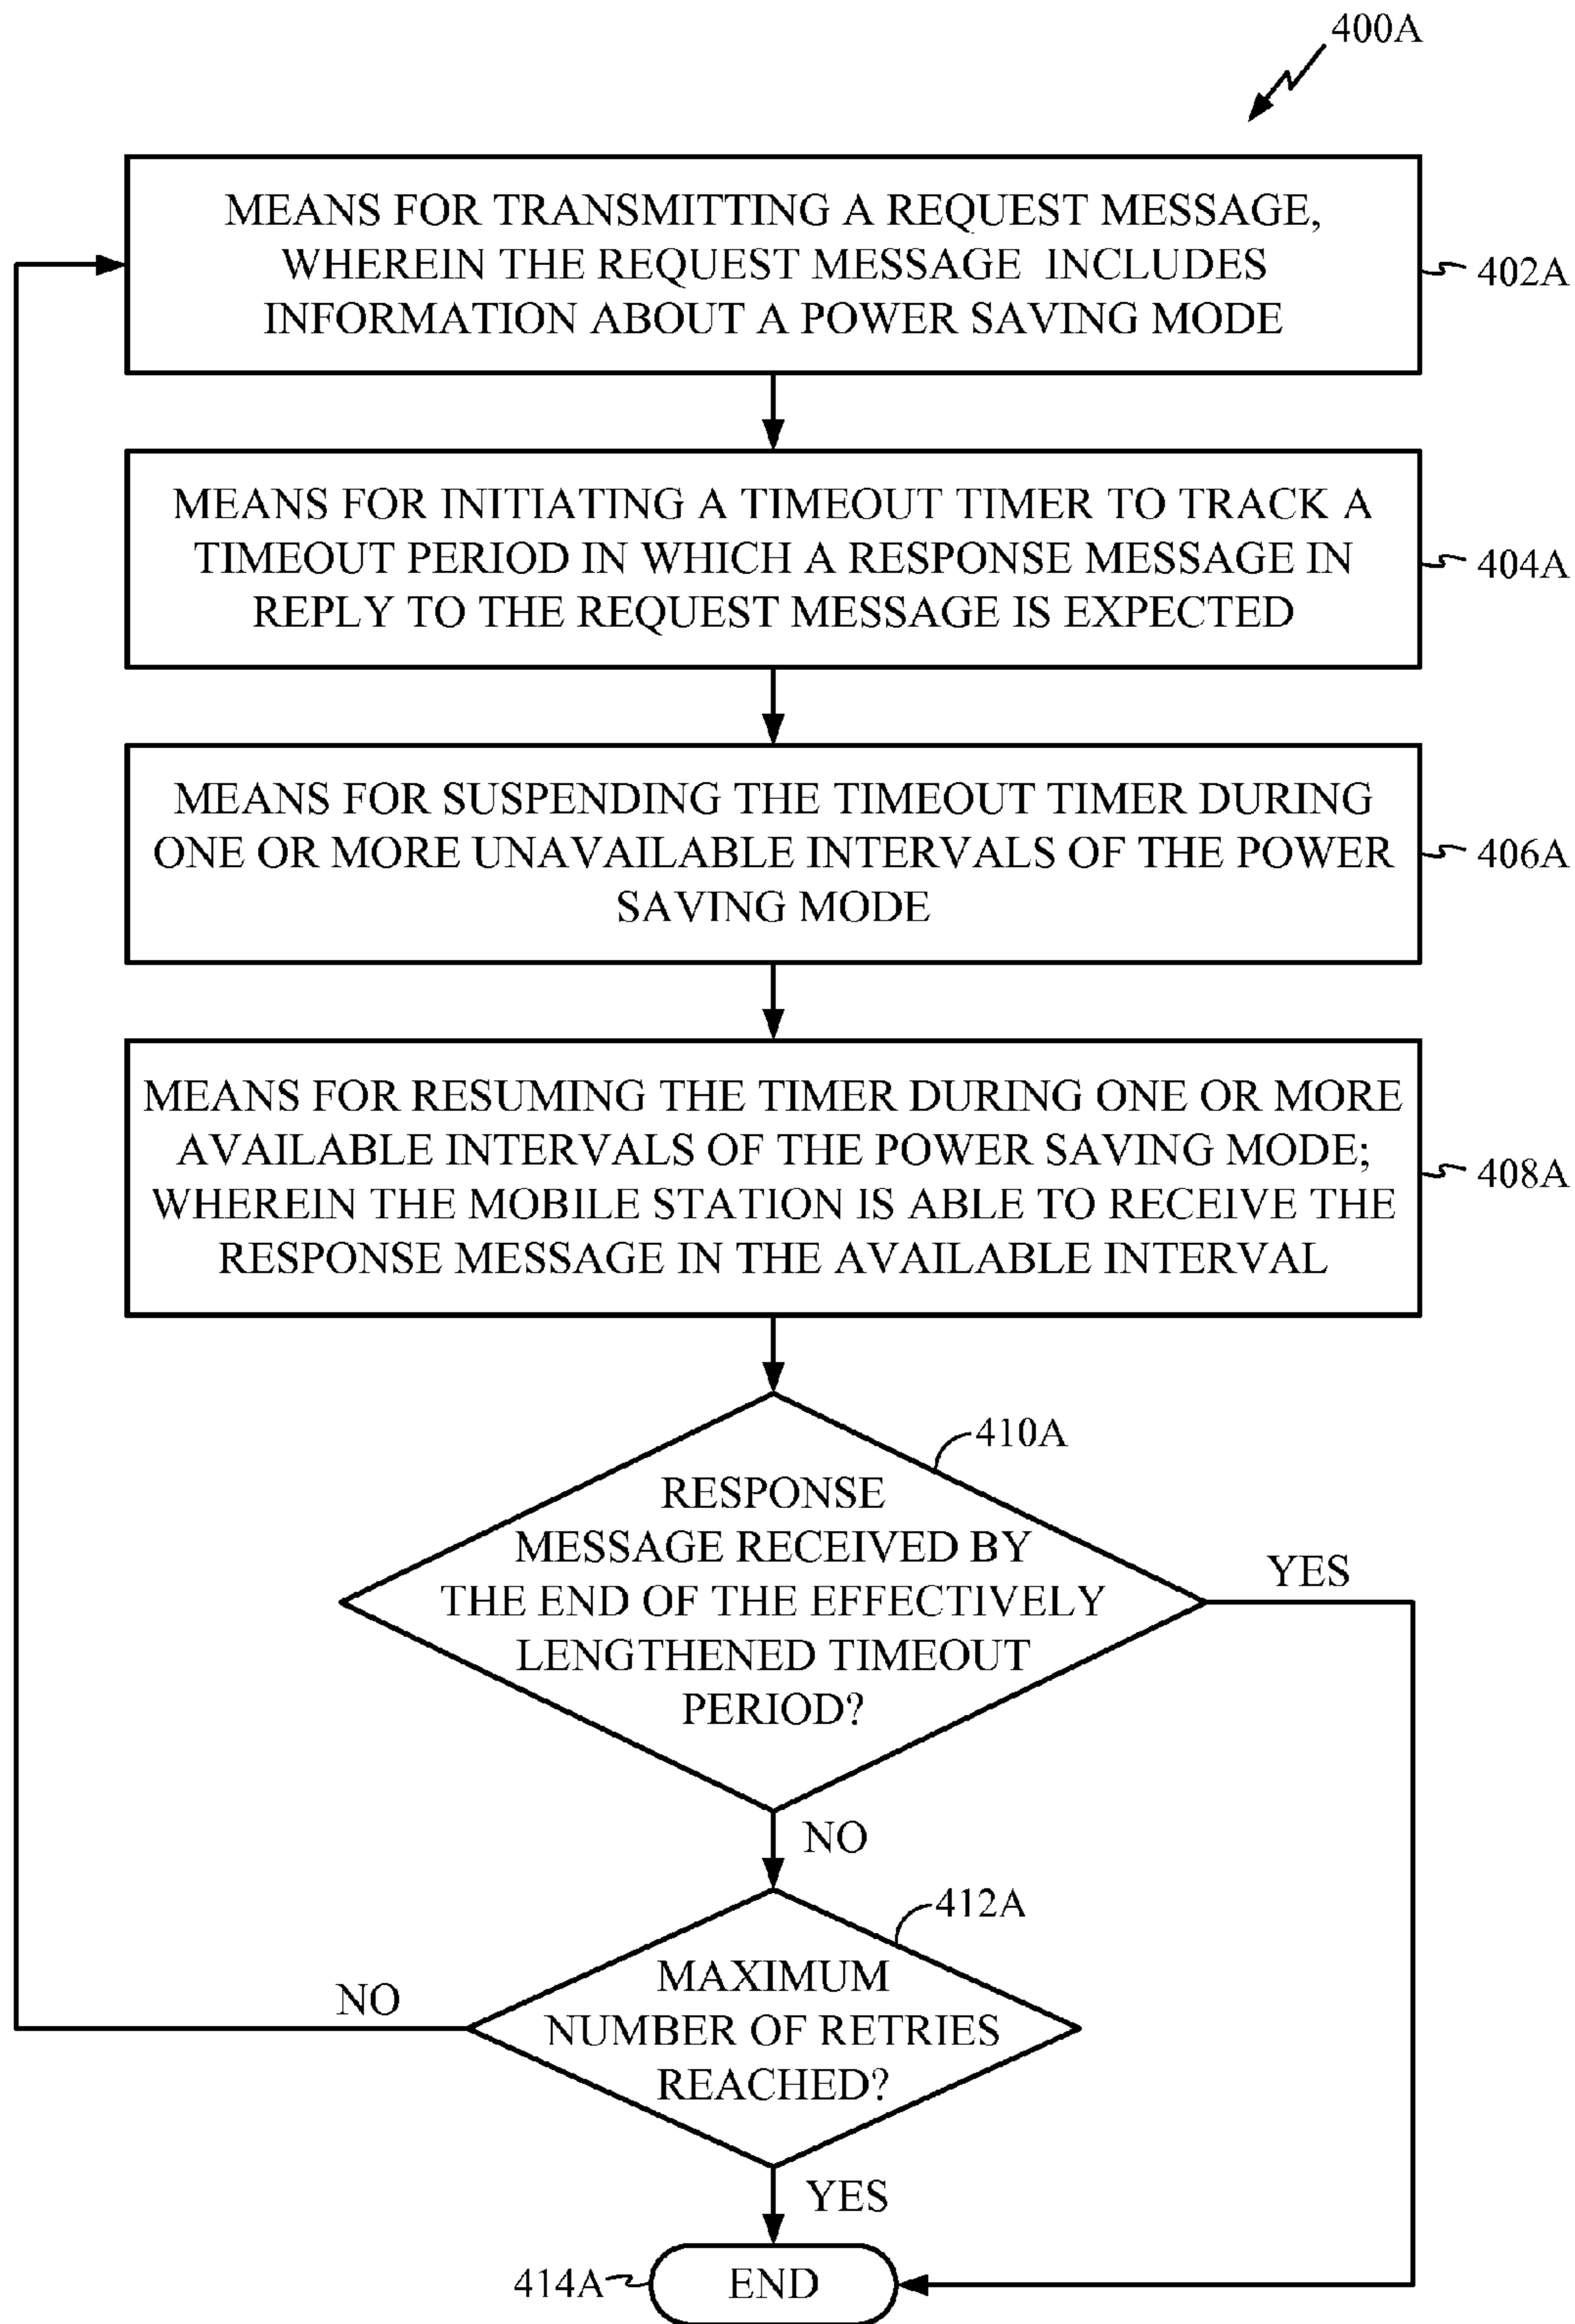 400A
MEANS FOR TRANSMITTING A REQUEST MESSAGE,
WHEREIN THE REQUEST MESSAGE INCLUDES
INFORMATION ABOUT A POWER SAVING MODE
402A
MEANS FOR INITIATING A TIMEOUT TIMER TO TRACK A
TIMEOUT PERIOD IN WHICH A RESPONSE MESSAGE IN
REPLY TO THE REQUEST MESSAGE IS EXPECTED
404A
MEANS FOR SUSPENDING THE TIMEOUT TIMER DURING
ONE OR MORE UNAVAILABLE INTERVALS OF THE POWER
SAVING MODE
406A
MEANS FOR RESUMING THE TIMER DURING ONE OR MORE
AVAILABLE INTERVALS OF THE POWER SAVING MODE;
WHEREIN THE MOBILE STATION IS ABLE TO RECEIVE THE
RESPONSE MESSAGE IN THE AVAILABLE INTERVAL
408A
410A
RESPONSE
MESSAGE RECEIVED BY
THE END OF THE EFFECTIVELY
LENGTHENED TIMEOUT
PERIOD?
YES
NO
412A
MAXIMUM
NUMBER OF RETRIES
REACHED?
NO
YES
414A
END